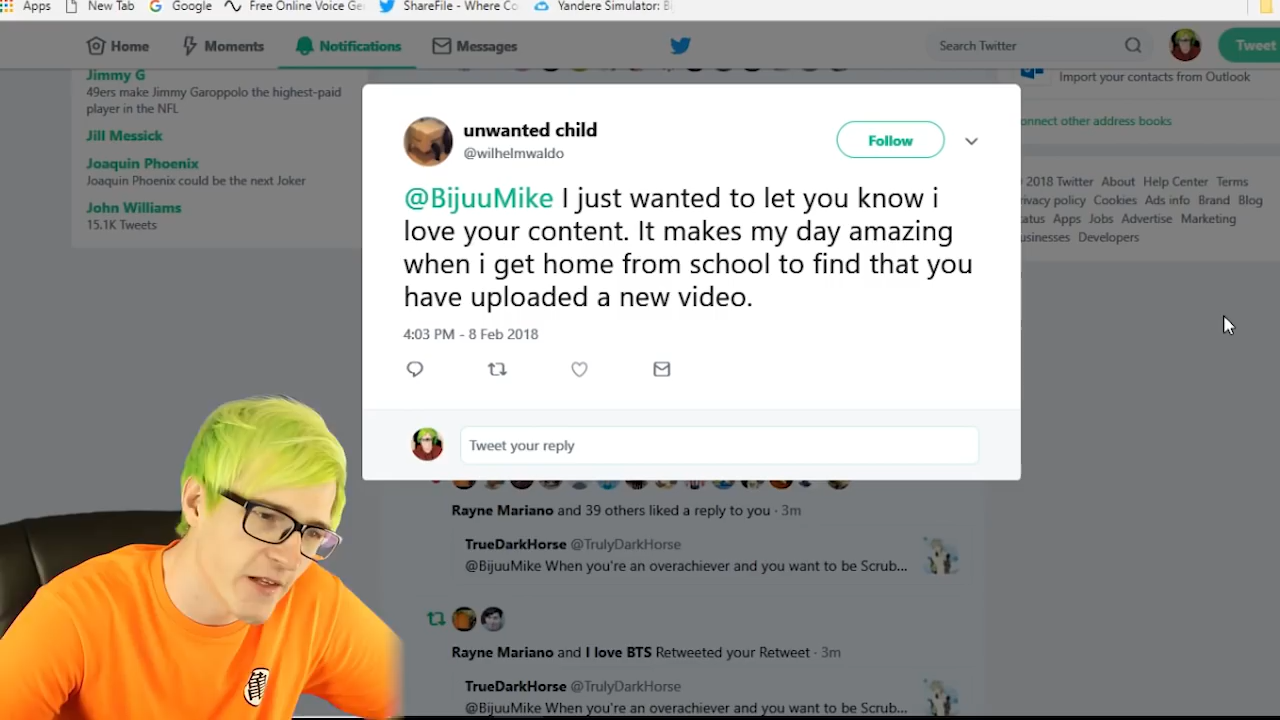 Apps New Tab Google Free Online Voice ShareFile - Where Co Yandere Simulator:
Home Moments Notifications Messages Search Twitter Tweet
Jimmy G
49ers make Jimmy Garoppolo the highest-paid
player in the NFL
Jill Messick
Joaquin Phoenix
Joaquin Phoenix could be the next Joker
John Williams
15.1K Tweets
unwanted child
@wilhelmwaldo
Follow
@BijuuMike I just wanted to let you know i
love your content. It makes my day amazing
when i get home from school to find that you
have uploaded a new video.
4:03 PM - 8 Feb 2018
Tweet your reply
Rayne Mariano and 39 others liked a reply to you · 3m
TrueDarkHorse @TrulyDarkHorse
@BijuuMike When you're an overachiever and you want to be Scrub...
Rayne Mariano and I love BTS Retweeted your Retweet · 3m
TrueDarkHorse @TrulyDarkHorse
@BijuuMike When you're an overachiever and you want to be Scrub...
Import your contacts from Outlook
onnect other address books
2018 Twitter About Help Center Terms
rivacy policy Cookies Ads info Brand Blog
tatus Apps Jobs Advertise Marketing
usinesses Developers